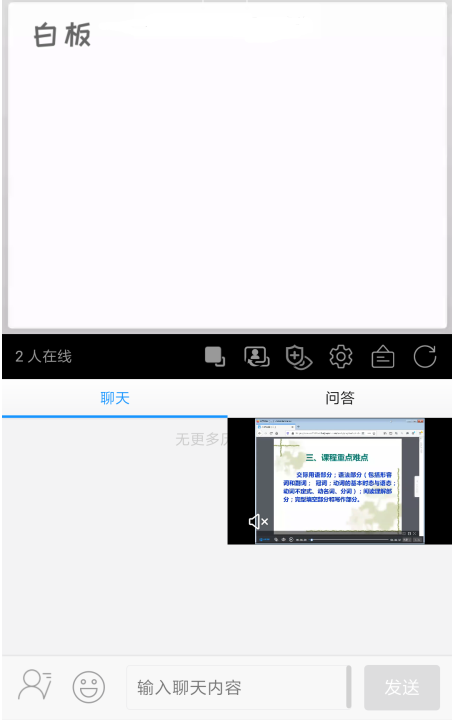 白板
2 人在线
聊天
问答
无更多历
三、课程重点难点
交际用语部分；语法部分（包括形容
词和副词； 冠词；动词的基本时态与语态；
动词不定式、动名词、分词）；阅读理解部
分；完型填空部分和写作部分。
输入聊天内容
发送